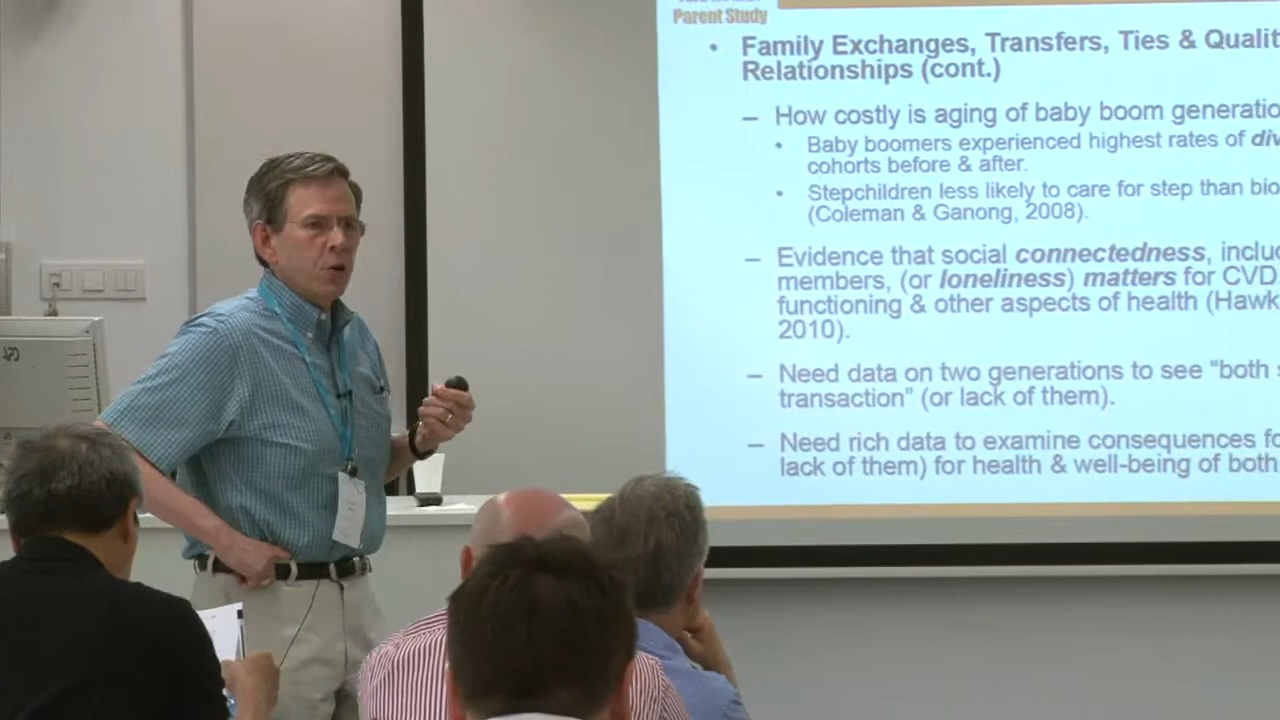 Parent Study
• Family Exchanges, Transfers, Ties & Qualit
Relationships (cont.)
– How costly is aging of baby boom generatio
• Baby boomers experienced highest rates of div
cohorts before & after.
• Stepchildren less likely to care for step than bio
(Coleman & Ganong, 2008).
– Evidence that social connectedness, inclu
members, (or loneliness) matters for CVD
functioning & other aspects of health (Hawk
2010).
– Need data on two generations to see “both
transaction” (or lack of them).
– Need rich data to examine consequences fo
lack of them) for health & well-being of both